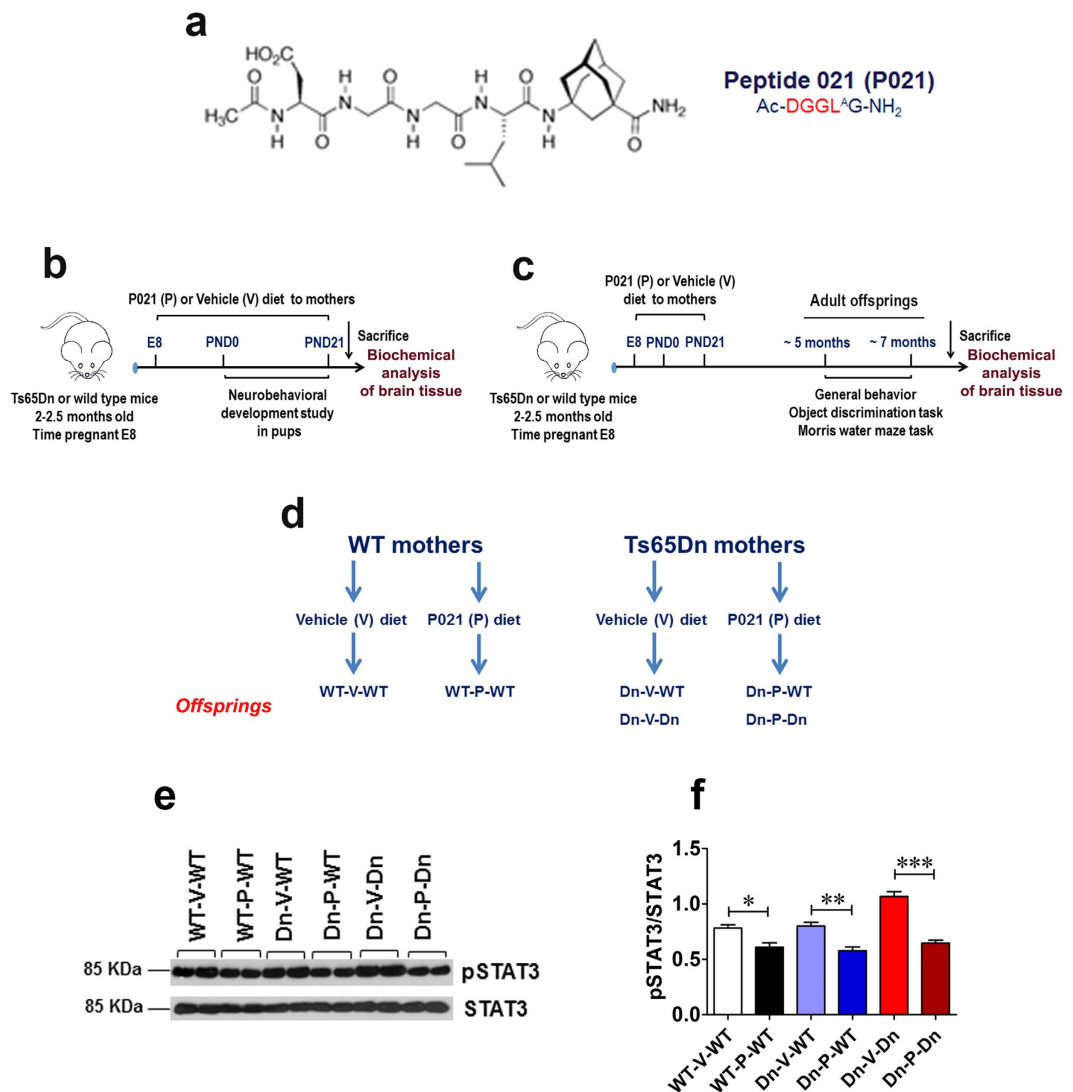 a
HO₂C
O
H
O
H
O
H₃C
N
H
O
N
N
H
O
N
O
N
H
NH₂
O
Peptide 021 (P021)
Ac-DGGLᴬG-NH₂
b
P021 (P) or Vehicle (V) diet to mothers
E8
PND0
PND21
Sacrifice
Biochemical
analysis
of brain tissue
Ts65Dn or wild type mice
2-2.5 months old
Time pregnant E8
Neurobehavioral
development study
in pups
c
P021 (P) or Vehicle (V)
diet to mothers
Adult offsprings
E8 PND0 PND21
~ 5 months
~ 7 months
Sacrifice
Biochemical
analysis
of brain tissue
Ts65Dn or wild type mice
2-2.5 months old
Time pregnant E8
General behavior
Object discrimination task
Morris water maze task
d
WT mothers
Ts65Dn mothers
Vehicle (V) diet
P021 (P) diet
Vehicle (V) diet
P021 (P) diet
Offsprings
WT-V-WT
WT-P-WT
Dn-V-WT
Dn-P-WT
Dn-V-Dn
Dn-P-Dn
e
WT-V-WT
WT-P-WT
Dn-V-WT
Dn-P-WT
Dn-V-Dn
Dn-P-Dn
85 KDa
pSTAT3
85 KDa
STAT3
f
pSTAT3/STAT3
1.5
1.0
0.5
0.0
*
**
***
WT-V-WT
WT-P-WT
Dn-V-WT
Dn-P-WT
Dn-V-Dn
Dn-P-Dn